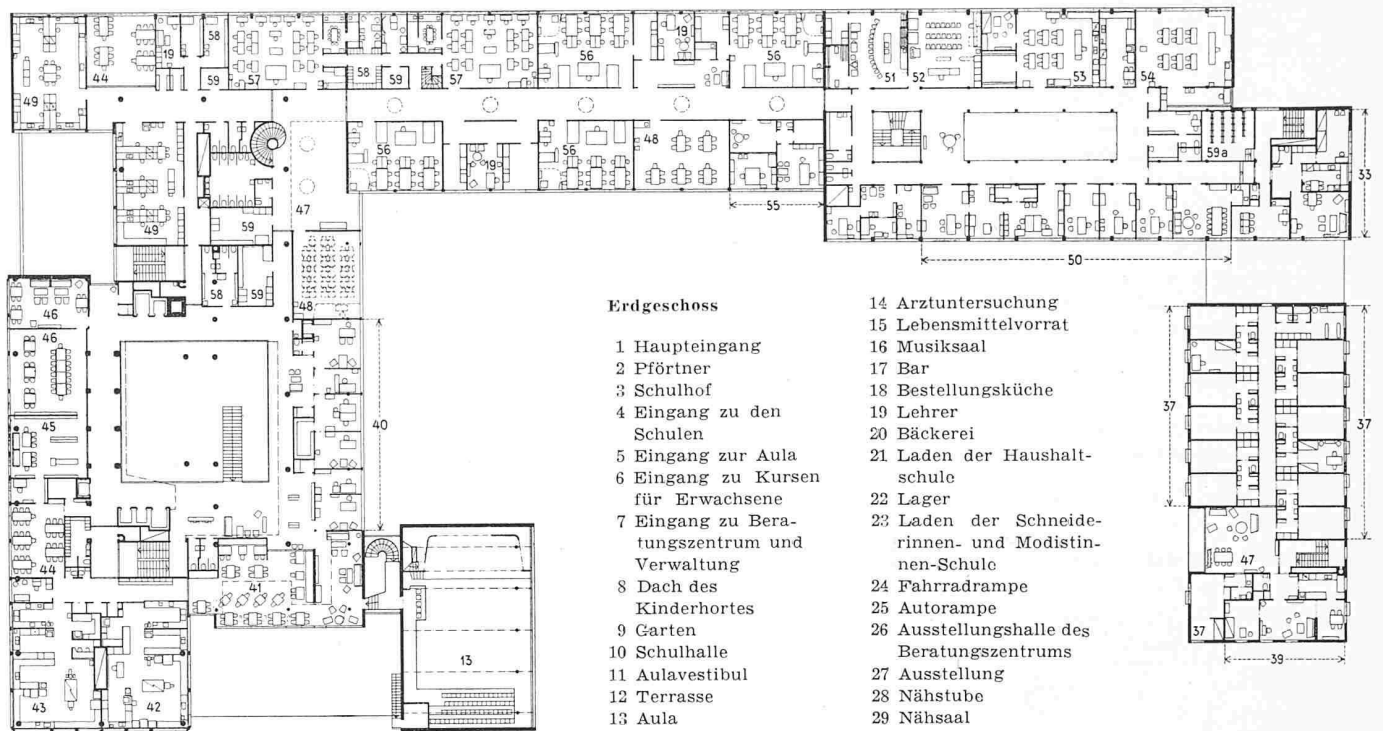 49
44
19
58
59
57
58
59
57
56
19
56
51
52
53
54
49
59
47
56
19
56
48
55
59a
33
50
58
59
48
46
46
45
44
44
40
41
43
42
13
Erdgeschoss
1 Haupteingang
2 Pförtner
3 Schulhof
4 Eingang zu den
Schulen
5 Eingang zur Aula
6 Eingang zu Kursen
für Erwachsene
7 Eingang zu Bera-
tungszentrum und
Verwaltung
8 Dach des
Kinderhortes
9 Garten
10 Schulhalle
11 Aulavestibul
12 Terrasse
13 Aula
14 Arztuntersuchung
15 Lebensmittelvorrat
16 Musiksaal
17 Bar
18 Bestellungsküche
19 Lehrer
20 Bäckerei
21 Laden der Haushalt-
schule
22 Lager
23 Laden der Schneide-
rinnen- und Modistin-
nen-Schule
24 Fahrradrampe
25 Autorampe
26 Ausstellungshalle des
Beratungszentrums
27 Ausstellung
28 Nähstube
29 Nähsaal
37
37
47
37
39